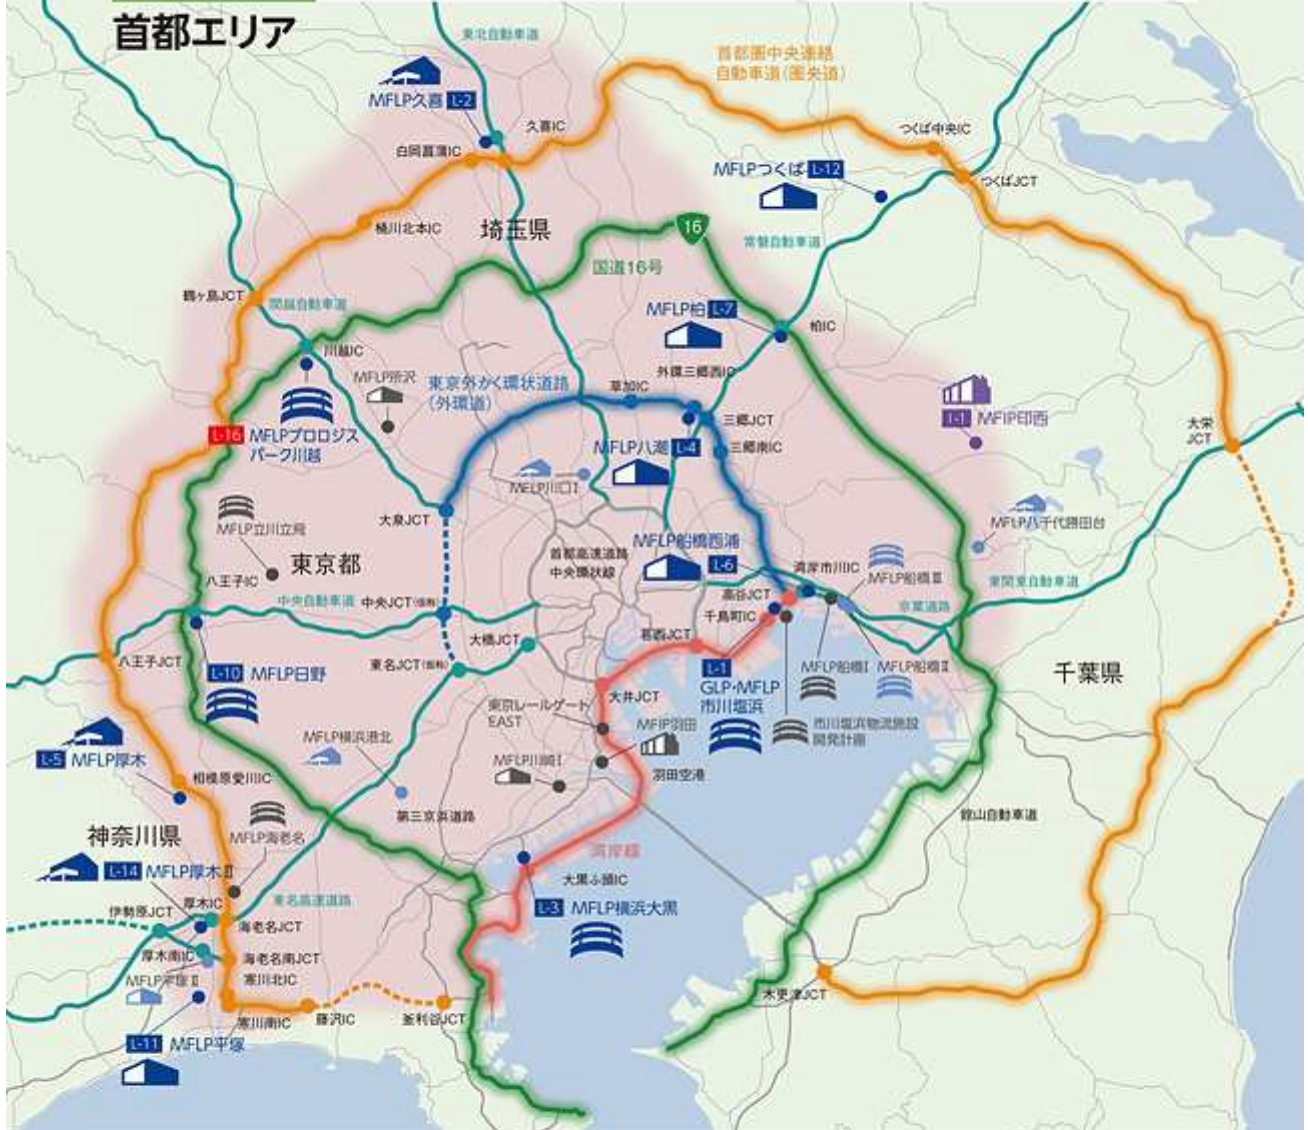 首都エリア
東北自動車道
首都圏中央連絡
自動車道(圏央道)
MFLP久喜 L-2
久喜IC
白岡菖蒲IC
つくば中央IC
MFLPつくば L-12
つくばJCT
桶川北本IC
埼玉県
16
常磐自動車道
国道16号
鶴ヶ島JCT
関越自動車道
MFLP柏 L-7
柏IC
川越IC
MFLP所沢
東京外かく環状道路
(外環道)
草加IC
外環三郷西IC
L-1 MFIP印西
三郷JCT
大栄
JCT
L-16 MFLPプロロジス
パーク川越
MFLP八潮 L-4
三郷南IC
MFLP川口Ⅰ
大泉JCT
MFLP立川立飛
MFLP八千代勝田台
東京都
首都高速道路
中央環状線
MFLP船橋西浦
L-6
湾岸市川IC
MFLP船橋Ⅲ
八王子IC
東関東自動車道
中央自動車道
中央JCT(仮称)
高谷JCT
千鳥町IC
京葉道路
大橋JCT
葛西JCT
八王子JCT
東名JCT(仮称)
L-10 MFLP日野
L-1
GLP・MFLP
市川塩浜
MFLP船橋Ⅰ
MFLP船橋Ⅱ
千葉県
大井JCT
東京レールゲート
EAST
MFIP羽田
市川塩浜物流施設
開発計画
MFLP横浜港北
L-5 MFLP厚木
MFLP川崎Ⅰ
羽田空港
相模原愛川IC
第三京浜道路
館山自動車道
神奈川県
MFLP海老名
湾岸線
L-14 MFLP厚木Ⅱ
大黒ふ頭IC
東名高速道路
L-3 MFLP横浜大黒
厚木IC
伊勢原JCT
海老名JCT
厚木南IC
海老名南JCT
MFLP平塚Ⅱ
寒川北IC
木更津JCT
寒川南IC
藤沢IC
釜利谷JCT
L-11 MFLP平塚